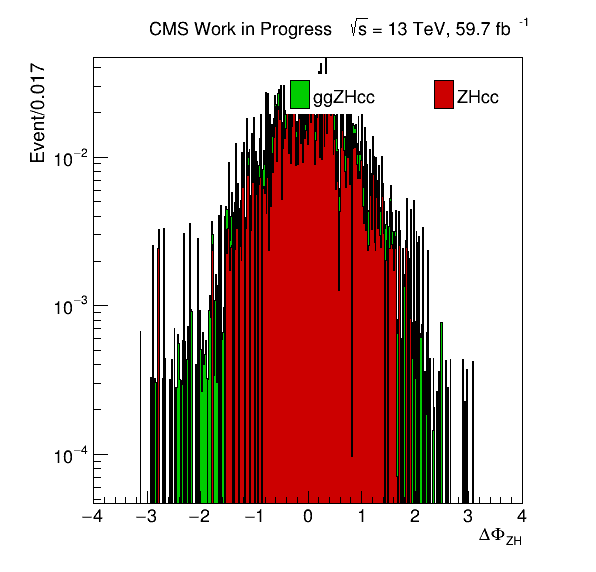 CMS Work in Progress √s = 13 TeV, 59.7 fb⁻¹
Event/0.017
ggZHcc ZHcc
10⁻²
10⁻³
10⁻⁴
−4 −3 −2 −1 0 1 2 3 4
ΔΦ_ZH